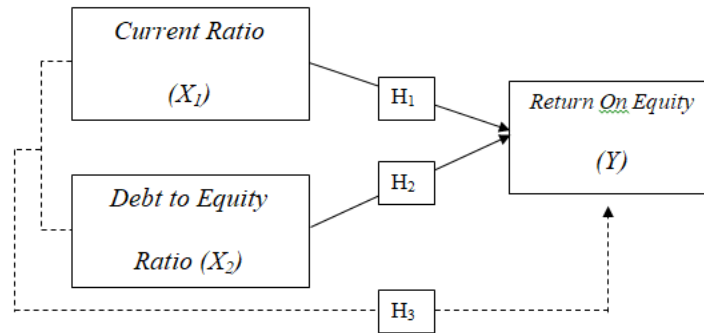 Current Ratio
(X₁)
H₁
Return On Equity
(Y)
H₂
Debt to Equity
Ratio (X₂)
H₃